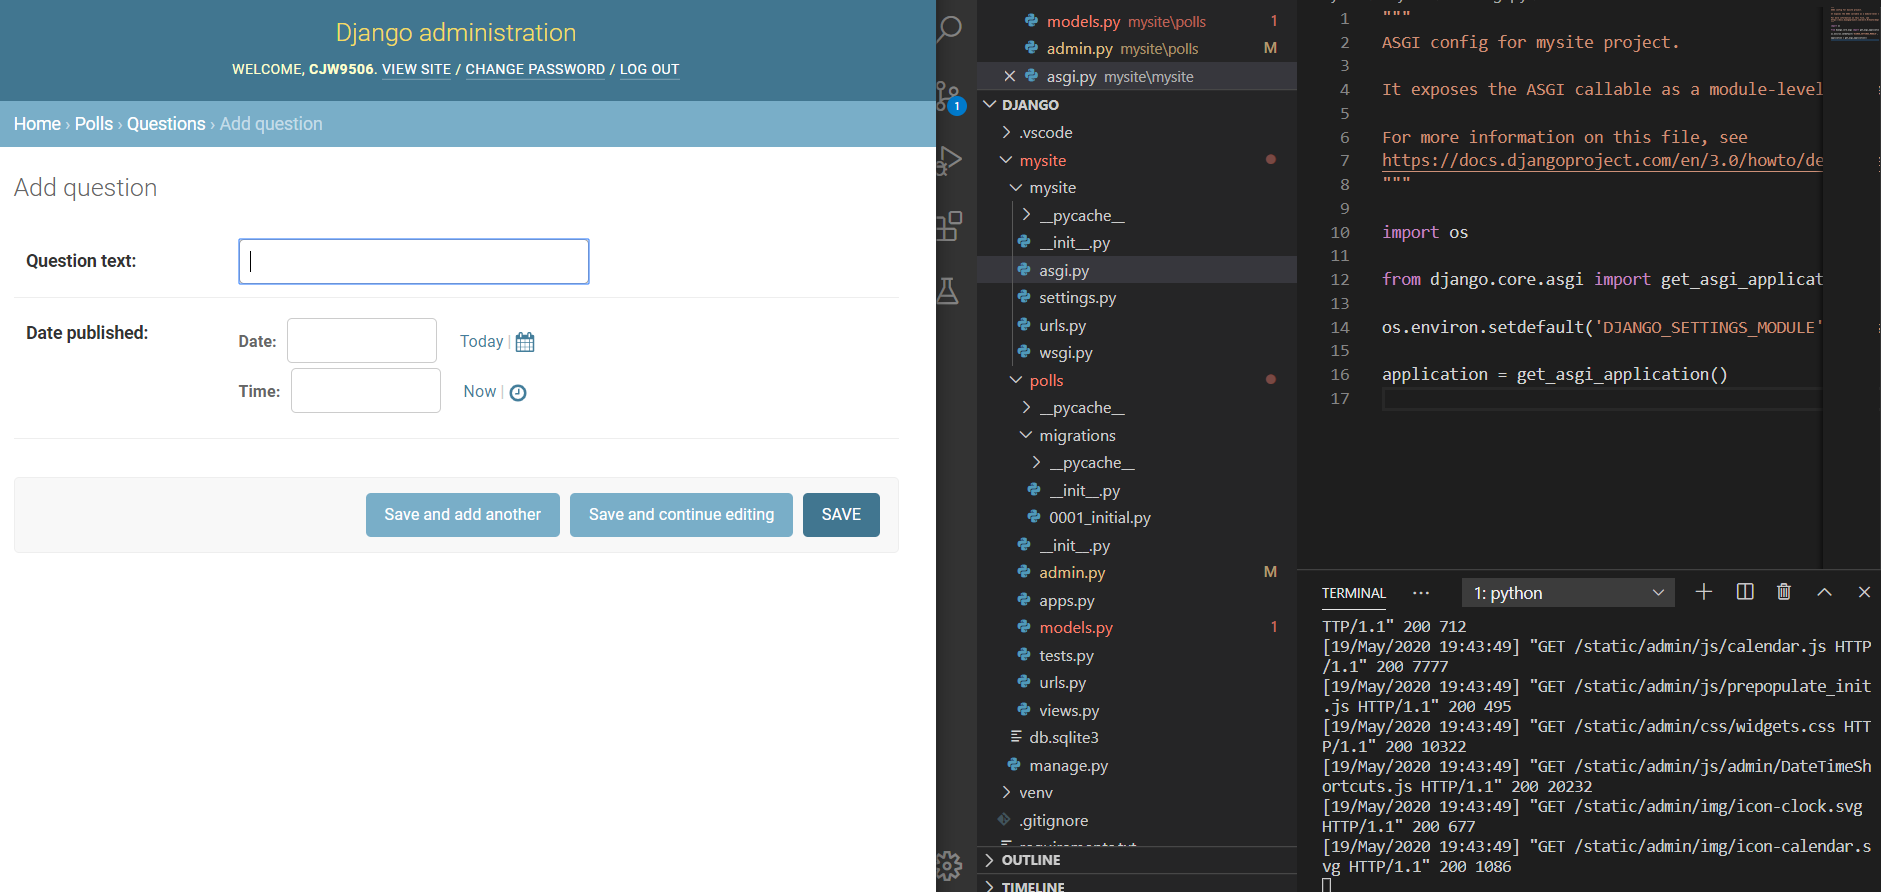 Django administration
WELCOME, CJW9506. VIEW SITE / CHANGE PASSWORD / LOG OUT
Home › Polls › Questions › Add question
Add question
Question text:
Date published:
Date:
Today |
Time:
Now |
Save and add another
Save and continue editing
SAVE
1
models.py mysite\polls 1
admin.py mysite\polls M
asgi.py mysite\mysite
DJANGO
.vscode
mysite
mysite
__pycache__
__init__.py
asgi.py
settings.py
urls.py
wsgi.py
polls
__pycache__
migrations
__pycache__
__init__.py
0001_initial.py
__init__.py
admin.py M
apps.py
models.py 1
tests.py
urls.py
views.py
db.sqlite3
manage.py
venv
.gitignore
OUTLINE
TIMELINE
1 """
2 ASGI config for mysite project.
3
4 It exposes the ASGI callable as a module-level
5
6 For more information on this file, see
7 https://docs.djangoproject.com/en/3.0/howto/de
8 """
9
10 import os
11
12 from django.core.asgi import get_asgi_applicat
13
14 os.environ.setdefault('DJANGO_SETTINGS_MODULE'
15
16 application = get_asgi_application()
17
TERMINAL ··· 1: python
TTP/1.1" 200 712
[19/May/2020 19:43:49] "GET /static/admin/js/calendar.js HTTP
/1.1" 200 7777
[19/May/2020 19:43:49] "GET /static/admin/js/prepopulate_init
.js HTTP/1.1" 200 495
[19/May/2020 19:43:49] "GET /static/admin/css/widgets.css HTT
P/1.1" 200 10322
[19/May/2020 19:43:49] "GET /static/admin/js/admin/DateTimeSh
ortcuts.js HTTP/1.1" 200 20232
[19/May/2020 19:43:49] "GET /static/admin/img/icon-clock.svg
HTTP/1.1" 200 677
[19/May/2020 19:43:49] "GET /static/admin/img/icon-calendar.s
vg HTTP/1.1" 200 1086